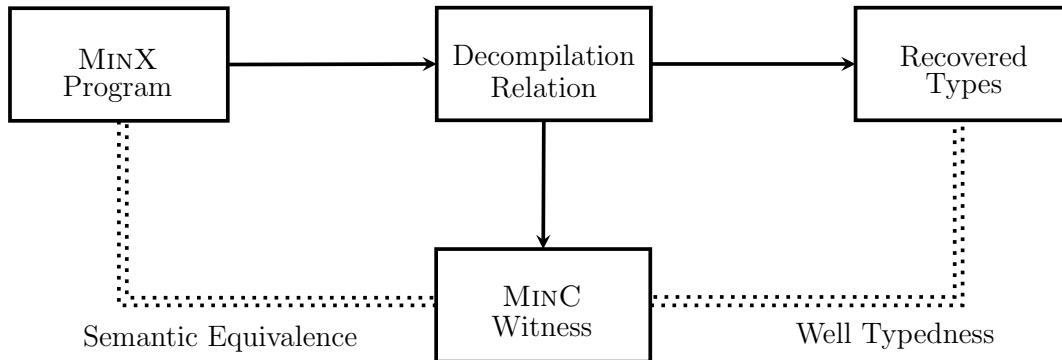 MINX
Program
Decompilation
Relation
Recovered
Types
MINC
Witness
Semantic Equivalence
Well Typedness